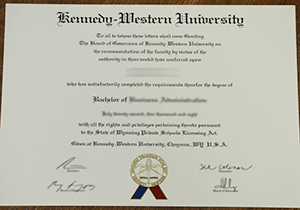 Kennedy-Western University
To all to whom these letters shall come Greeting
The Board of Governors of Kennedy-Western University on
the recommendation of the faculty by virtue of the
authority in them vested have conferred upon
who has satisfactorily completed the requirements therefor the degree of
Bachelor of Business Administration
with all the rights and privileges pertaining thereto pursuant
to the State of Wyoming Private Schools Licensing Act.
Given at Kennedy-Western University, Cheyenne, WY U.S.A.